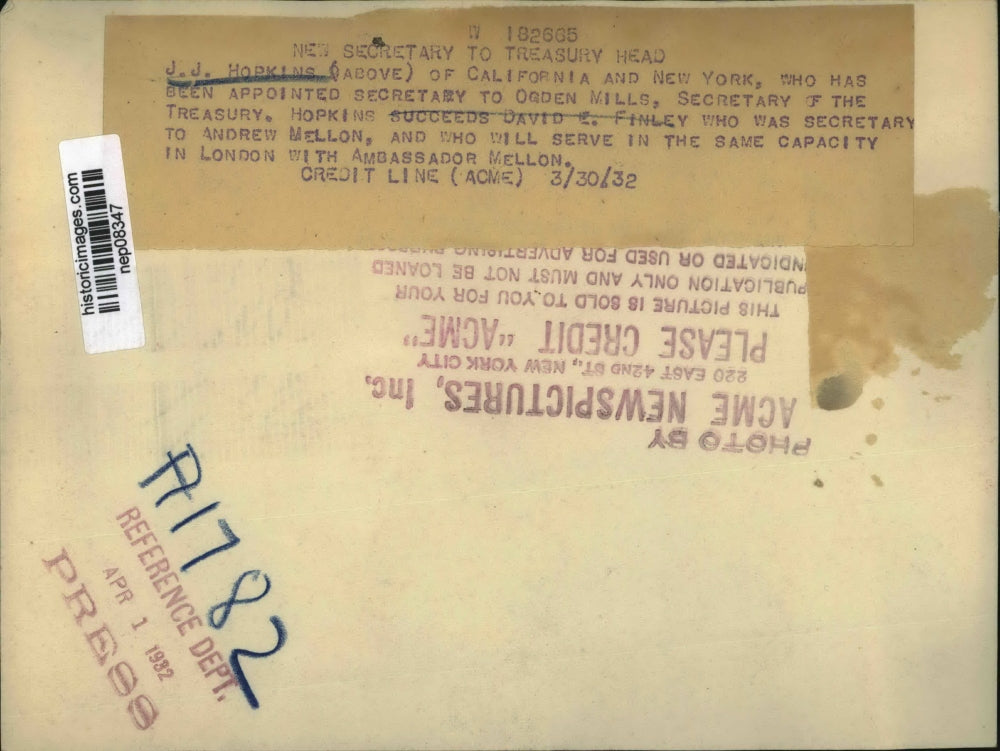 W 182665
NEW SECRETARY TO TREASURY HEAD
J.J. HOPKINS (ABOVE) OF CALIFORNIA AND NEW YORK, WHO HAS
BEEN APPOINTED SECRETARY TO OGDEN MILLS, SECRETARY OF THE
TREASURY. HOPKINS SUCCEEDS DAVID E. FINLEY WHO WAS SECRETARY
TO ANDREW MELLON, AND WHO WILL SERVE IN THE SAME CAPACITY
IN LONDON WITH AMBASSADOR MELLON.
CREDIT LINE (ACME) 3/30/32
historicimages.com
nep08347
PHOTO BY
ACME NEWSPICTURES, Inc.
220 EAST 42ND ST., NEW YORK CITY
PLEASE CREDIT "ACME"
THIS PICTURE IS SOLD TO YOU FOR YOUR
PUBLICATION ONLY AND MUST NOT BE LOANED
OR USED FOR ADVERTISING
A1782
REFERENCE DEPT.
APR 1 1932
PRESS